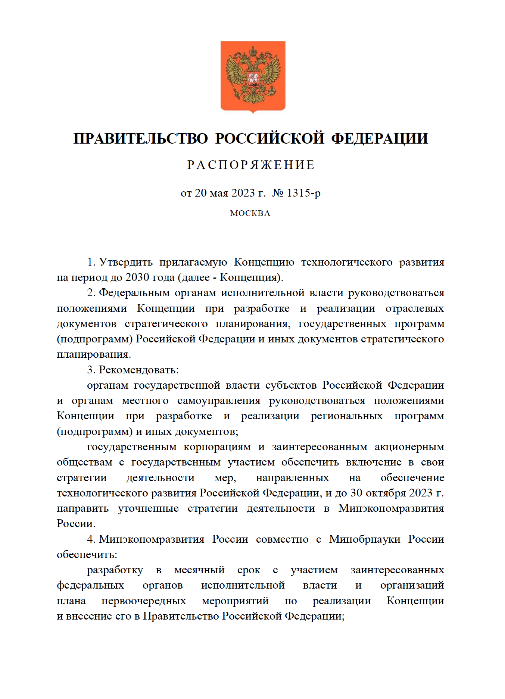 ПРАВИТЕЛЬСТВО РОССИЙСКОЙ ФЕДЕРАЦИИ
РАСПОРЯЖЕНИЕ
от 20 мая 2023 г. № 1315-р
МОСКВА
1. Утвердить прилагаемую Концепцию технологического развития
на период до 2030 года (далее - Концепция).
2. Федеральным органам исполнительной власти руководствоваться
положениями Концепции при разработке и реализации отраслевых
документов стратегического планирования, государственных программ
(подпрограмм) Российской Федерации и иных документов стратегического
планирования.
3. Рекомендовать:
органам государственной власти субъектов Российской Федерации
и органам местного самоуправления руководствоваться положениями
Концепции при разработке и реализации региональных программ
(подпрограмм) и иных документов;
государственным корпорациям и заинтересованным акционерным
обществам с государственным участием обеспечить включение в свои
стратегии деятельности мер, направленных на обеспечение
технологического развития Российской Федерации, и до 30 октября 2023 г.
направить уточненные стратегии деятельности в Минэкономразвития
России.
4. Минэкономразвития России совместно с Минобрнауки России
обеспечить:
разработку в месячный срок с участием заинтересованных
федеральных органов исполнительной власти и организаций
плана первоочередных мероприятий по реализации Концепции
и внесение его в Правительство Российской Федерации;